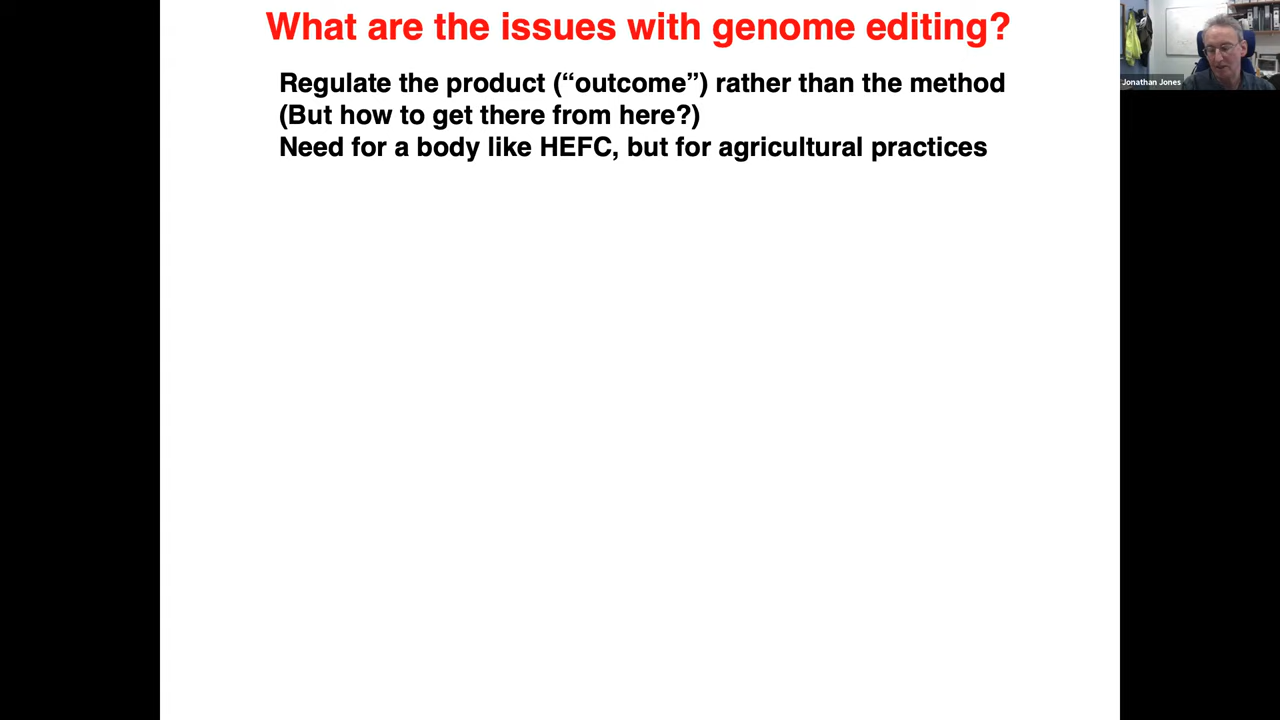 What are the issues with genome editing?
Regulate the product (“outcome”) rather than the method
(But how to get there from here?)
Need for a body like HEFC, but for agricultural practices
'Jonathan Jones